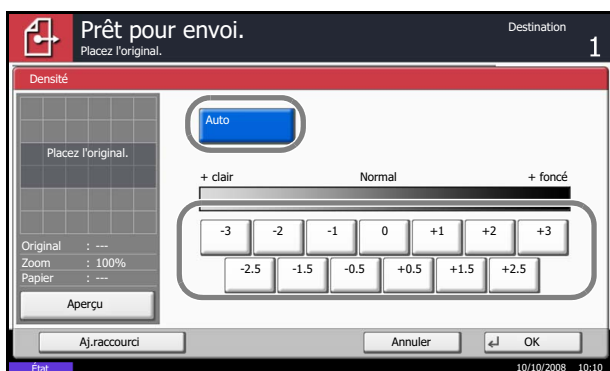 Prêt pour envoi.
Placez l'original.
Destination
1
Densité
Placez l'original.
Original : ---
Zoom : 100%
Papier : ---
Aperçu
Auto
+ clair Normal + foncé
-3 -2 -1 0 +1 +2 +3
-2.5 -1.5 -0.5 +0.5 +1.5 +2.5
Aj.raccourci Annuler OK
État 10/10/2008 10:10